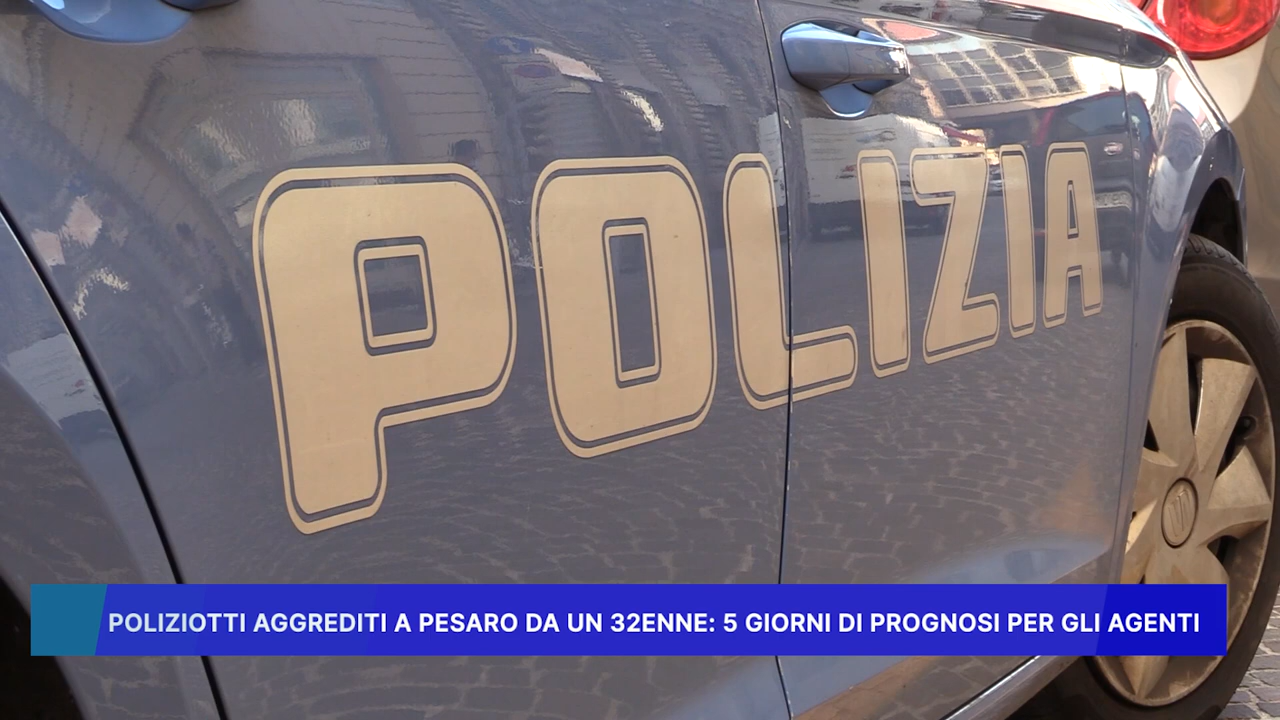 POLIZIA
POLIZIOTTI AGGREDITI A PESARO DA UN 32ENNE: 5 GIORNI DI PROGNOSI PER GLI AGENTI